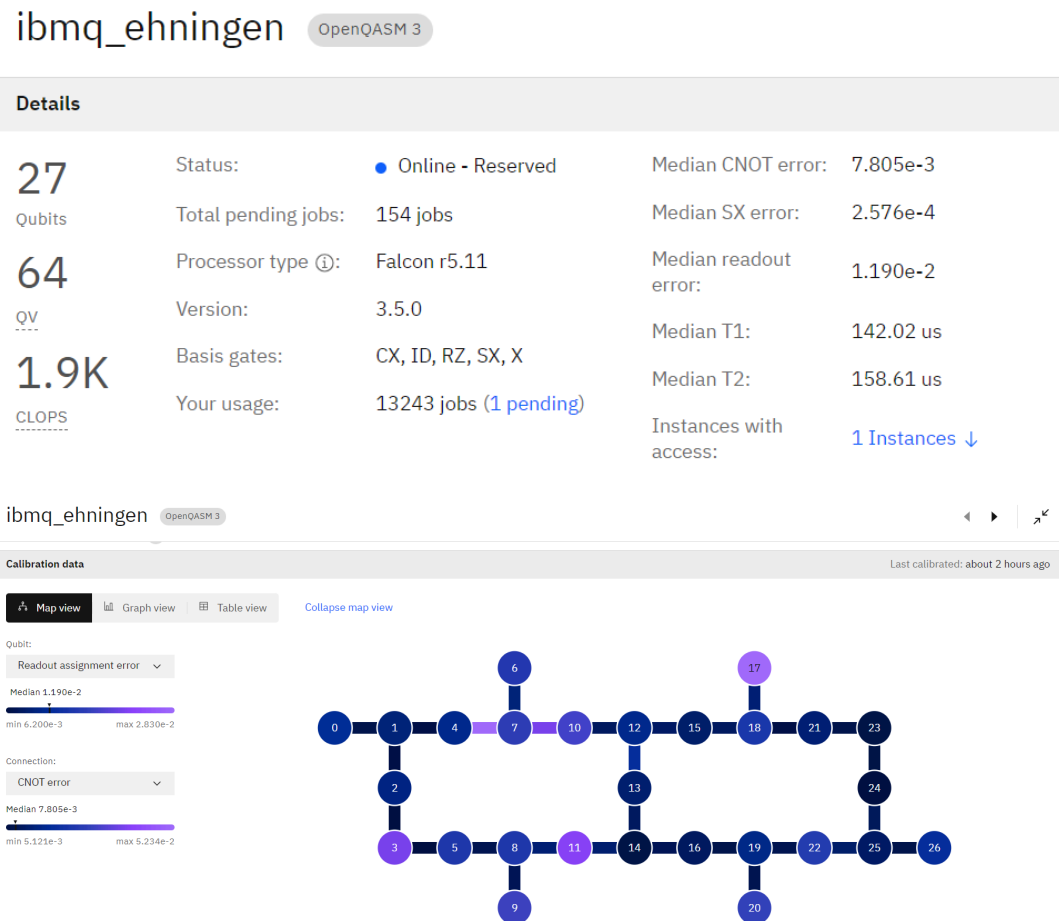 ibmq_ehningen OpenQASM 3
Details
27
Qubits
64
QV
1.9K
CLOPS
Status: Online - Reserved
Total pending jobs: 154 jobs
Processor type ⓘ: Falcon r5.11
Version: 3.5.0
Basis gates: CX, ID, RZ, SX, X
Your usage: 13243 jobs (1 pending)
Median CNOT error: 7.805e-3
Median SX error: 2.576e-4
Median readout
error: 1.190e-2
Median T1: 142.02 us
Median T2: 158.61 us
Instances with
access: 1 Instances ↓
ibmq_ehningen OpenQASM 3
Calibration data Last calibrated: about 2 hours ago
Map view Graph view Table view Collapse map view
Qubit:
Readout assignment error
Median 1.190e-2
min 6.200e-3 max 2.830e-2
Connection:
CNOT error
Median 7.805e-3
min 5.121e-3 max 5.234e-2
6 17
0 1 4 7 10 12 15 18 21 23
2 13 24
3 5 8 11 14 16 19 22 25 26
9 20